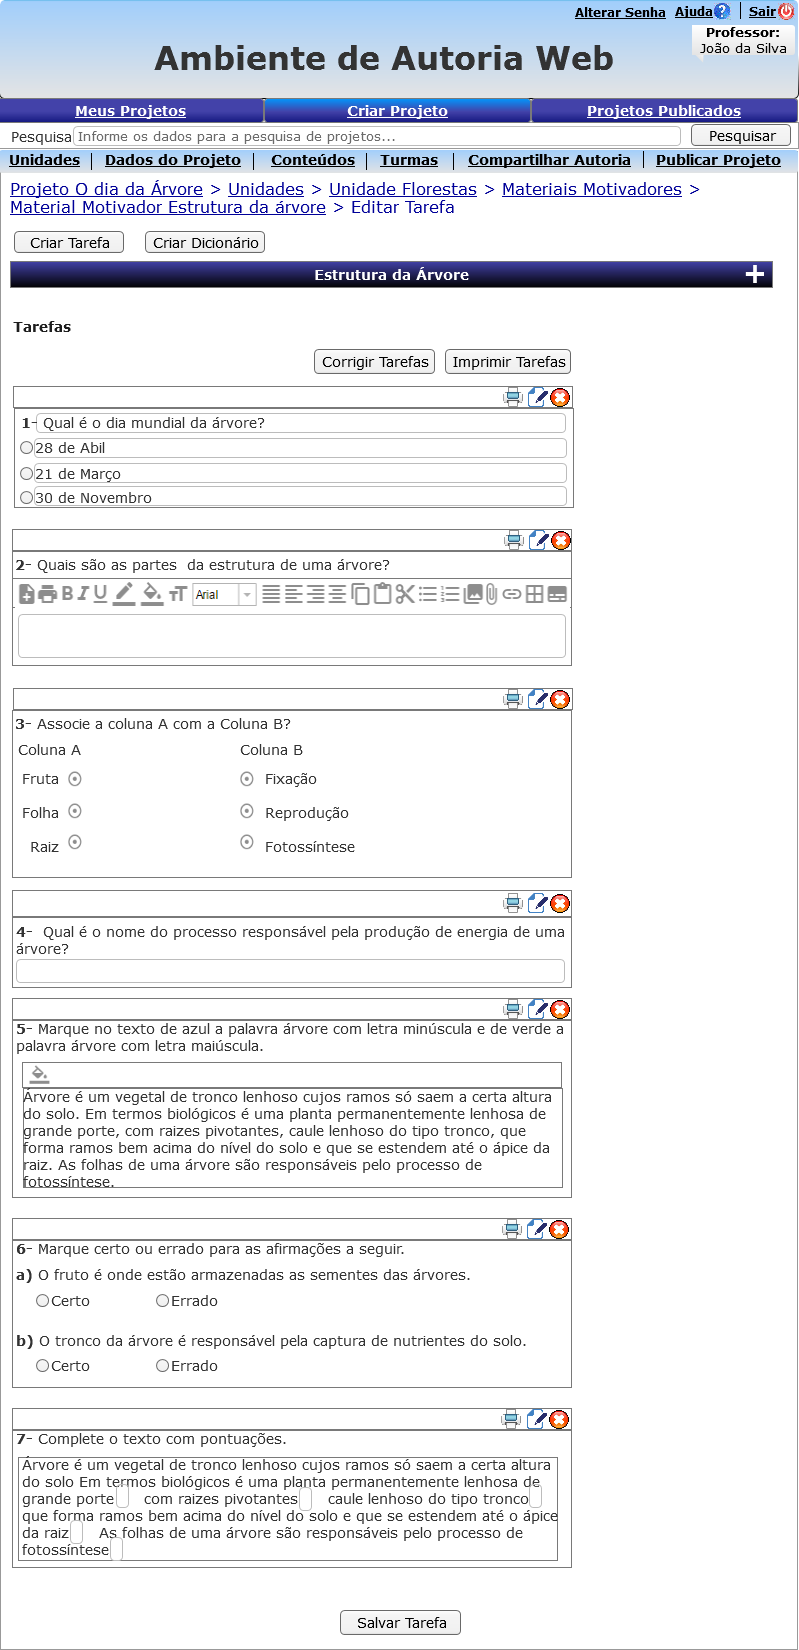 Alterar Senha Ajuda Sair
Professor:
João da Silva
Ambiente de Autoria Web
Meus Projetos Criar Projeto Projetos Publicados
Pesquisa Informe os dados para a pesquisa de projetos... Pesquisar
Unidades Dados do Projeto Conteúdos Turmas Compartilhar Autoria Publicar Projeto
Projeto O dia da Árvore > Unidades > Unidade Florestas > Materiais Motivadores >
Material Motivador Estrutura da árvore > Editar Tarefa
Criar Tarefa Criar Dicionário
Estrutura da Árvore
Tarefas
Corrigir Tarefas Imprimir Tarefas
1- Qual é o dia mundial da árvore?
28 de Abil
21 de Março
30 de Novembro
2- Quais são as partes da estrutura de uma árvore?
B I U TT Arial
3- Associe a coluna A com a Coluna B?
Coluna A Coluna B
Fruta Fixação
Folha Reprodução
Raiz Fotossíntese
4- Qual é o nome do processo responsável pela produção de energia de uma
árvore?
5- Marque no texto de azul a palavra árvore com letra minúscula e de verde a
palavra árvore com letra maiúscula.
Árvore é um vegetal de tronco lenhoso cujos ramos só saem a certa altura
do solo. Em termos biológicos é uma planta permanentemente lenhosa de
grande porte, com raizes pivotantes, caule lenhoso do tipo tronco, que
forma ramos bem acima do nível do solo e que se estendem até o ápice da
raiz. As folhas de uma árvore são responsáveis pelo processo de
fotossíntese.
6- Marque certo ou errado para as afirmações a seguir.
a) O fruto é onde estão armazenadas as sementes das árvores.
Certo Errado
b) O tronco da árvore é responsável pela captura de nutrientes do solo.
Certo Errado
7- Complete o texto com pontuações.
Árvore é um vegetal de tronco lenhoso cujos ramos só saem a certa altura
do solo Em termos biológicos é uma planta permanentemente lenhosa de
grande porte com raizes pivotantes caule lenhoso do tipo tronco
que forma ramos bem acima do nível do solo e que se estendem até o ápice
da raiz As folhas de uma árvore são responsáveis pelo processo de
fotossíntese
Salvar Tarefa